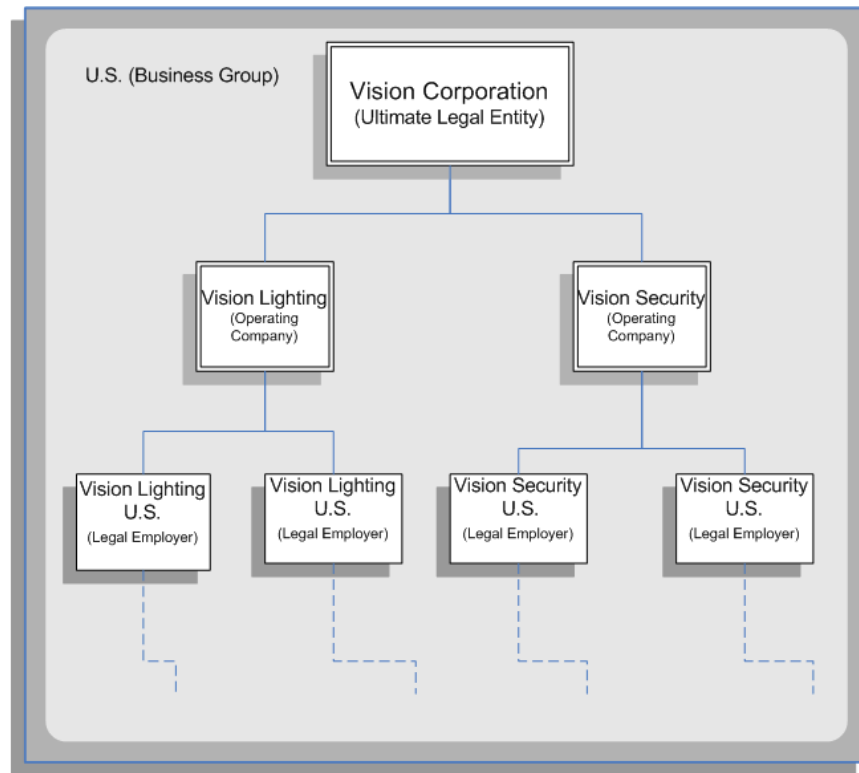 U.S. (Business Group)
Vision Corporation
(Ultimate Legal Entity)
Vision Lighting
(Operating
Company)
Vision Security
(Operating
Company)
Vision Lighting
U.S.
(Legal Employer)
Vision Lighting
U.S.
(Legal Employer)
Vision Security
U.S.
(Legal Employer)
Vision Security
U.S.
(Legal Employer)